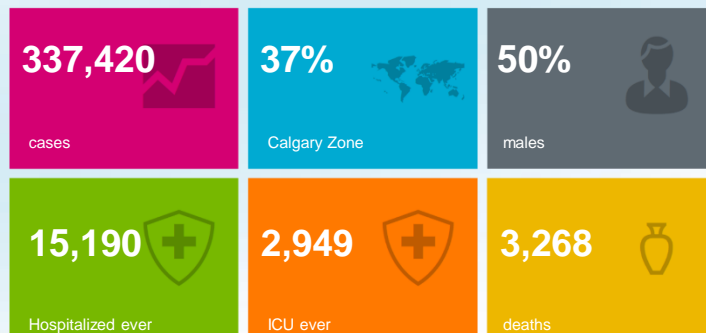 337,420
cases
37%
Calgary Zone
50%
males
15,190
Hospitalized ever
2,949
ICU ever
3,268
deaths